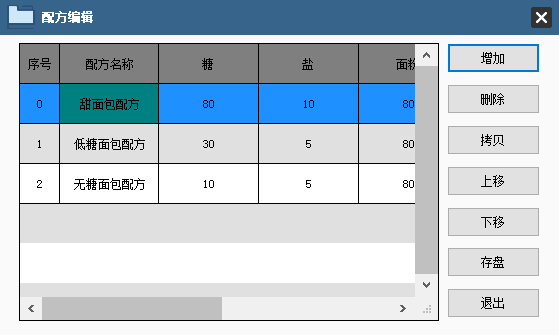 配方编辑
序号 配方名称 糖 盐 面粉
0 甜面包配方 80 10 80
1 低糖面包配方 30 5 80
2 无糖面包配方 10 5 80
增加
删除
拷贝
上移
下移
存盘
退出